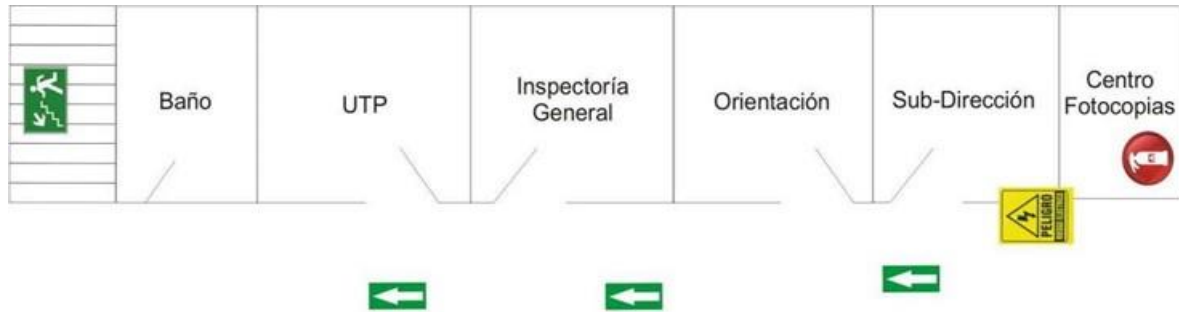 Baño
UTP
Inspectoría
General
Orientación
Sub-Dirección
Centro
Fotocopias
PELIGRO